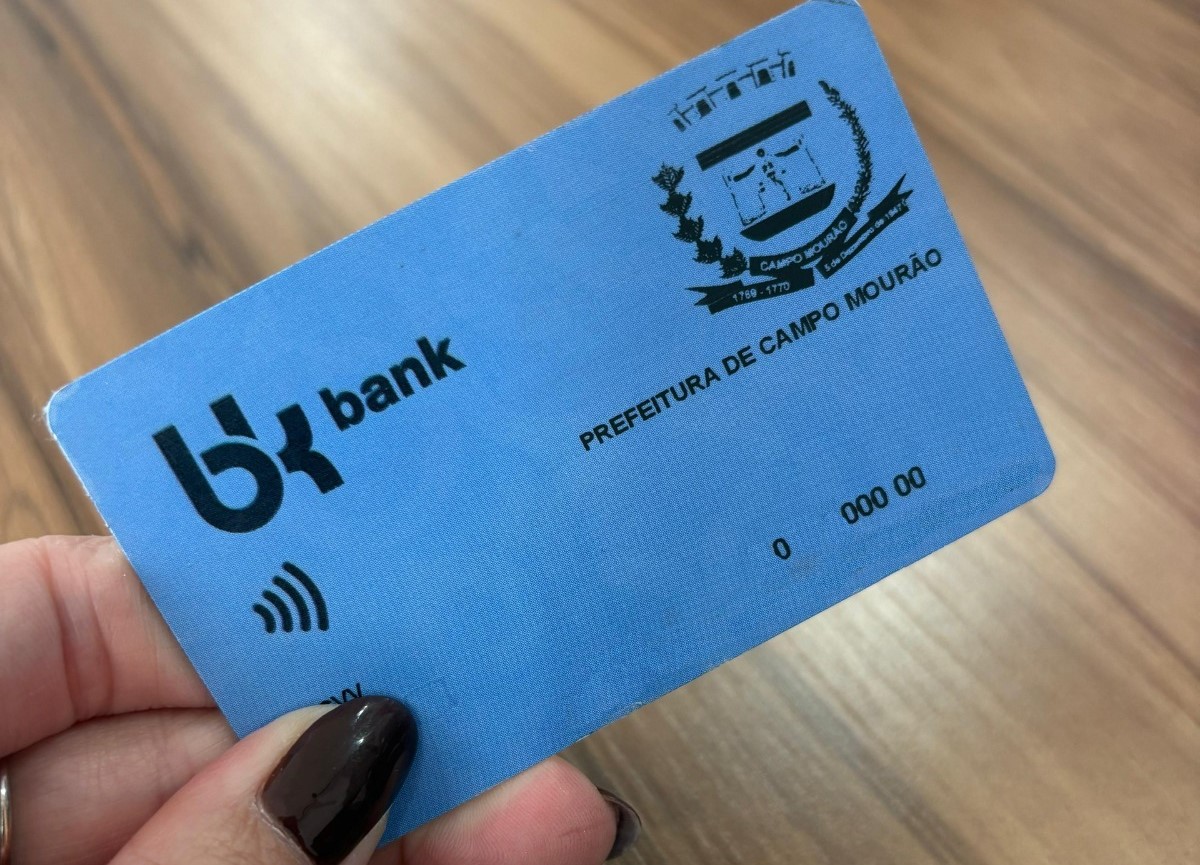 bk bank
CAMPO MOURÃO
1769 - 1770
PREFEITURA DE CAMPO MOURÃO
0 000 00